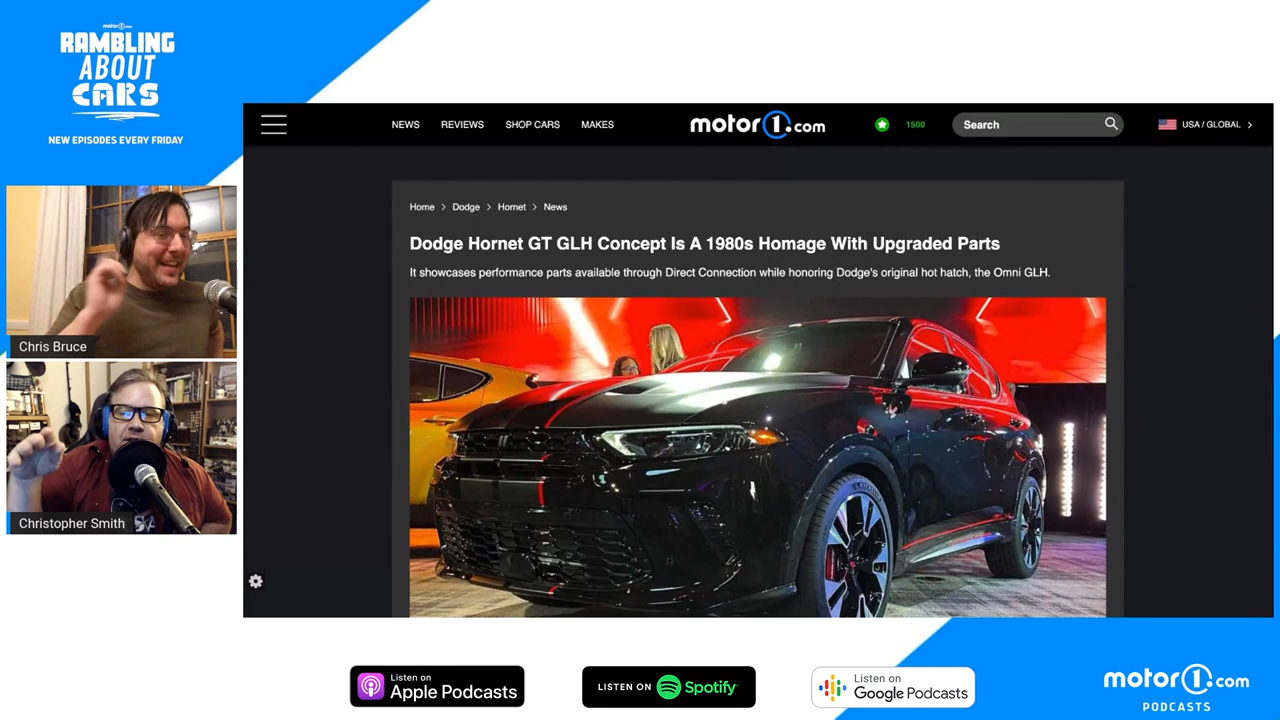 motor1.com
RAMBLING
ABOUT
CARS
NEW EPISODES EVERY FRIDAY
Chris Bruce
Christopher Smith
NEWS REVIEWS SHOP CARS MAKES motor1.com 1500 Search USA / GLOBAL
Home > Dodge > Hornet > News
Dodge Hornet GT GLH Concept Is A 1980s Homage With Upgraded Parts
It showcases performance parts available through Direct Connection while honoring Dodge's original hot hatch, the Omni GLH.
Listen on
Apple Podcasts
LISTEN ON Spotify
Listen on
Google Podcasts
motor1.com
PODCASTS